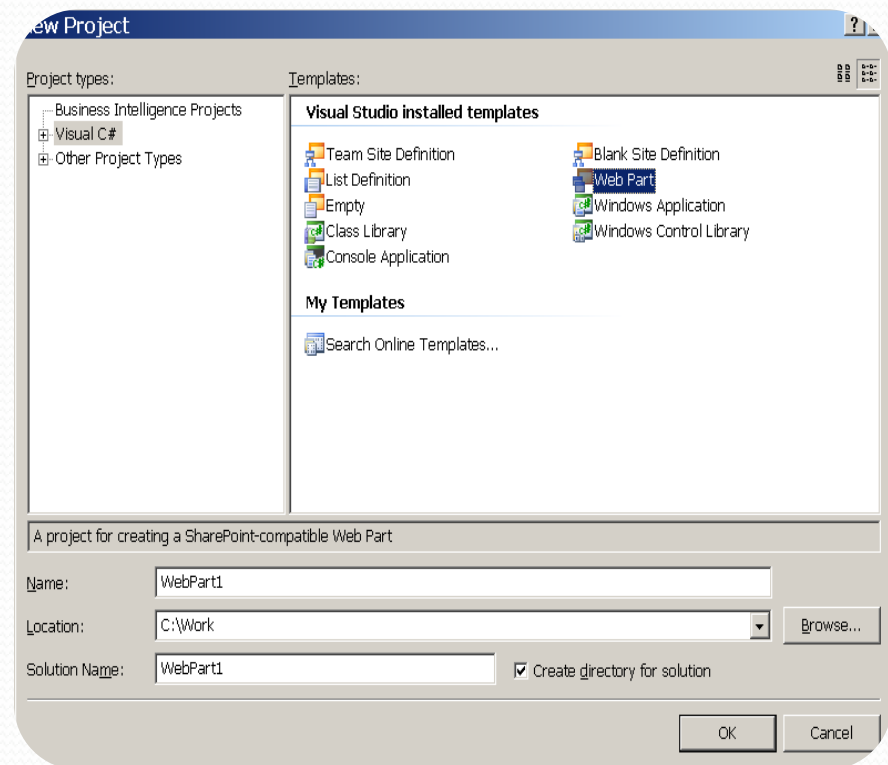 ew Project ?
Project types:
Templates:
Business Intelligence Projects
Visual C#
Other Project Types
Visual Studio installed templates
Team Site Definition
Blank Site Definition
List Definition
Web Part
Empty
Windows Application
Class Library
Windows Control Library
Console Application
My Templates
Search Online Templates...
A project for creating a SharePoint-compatible Web Part
Name: WebPart1
Location: C:\Work Browse...
Solution Name: WebPart1 Create directory for solution
OK Cancel